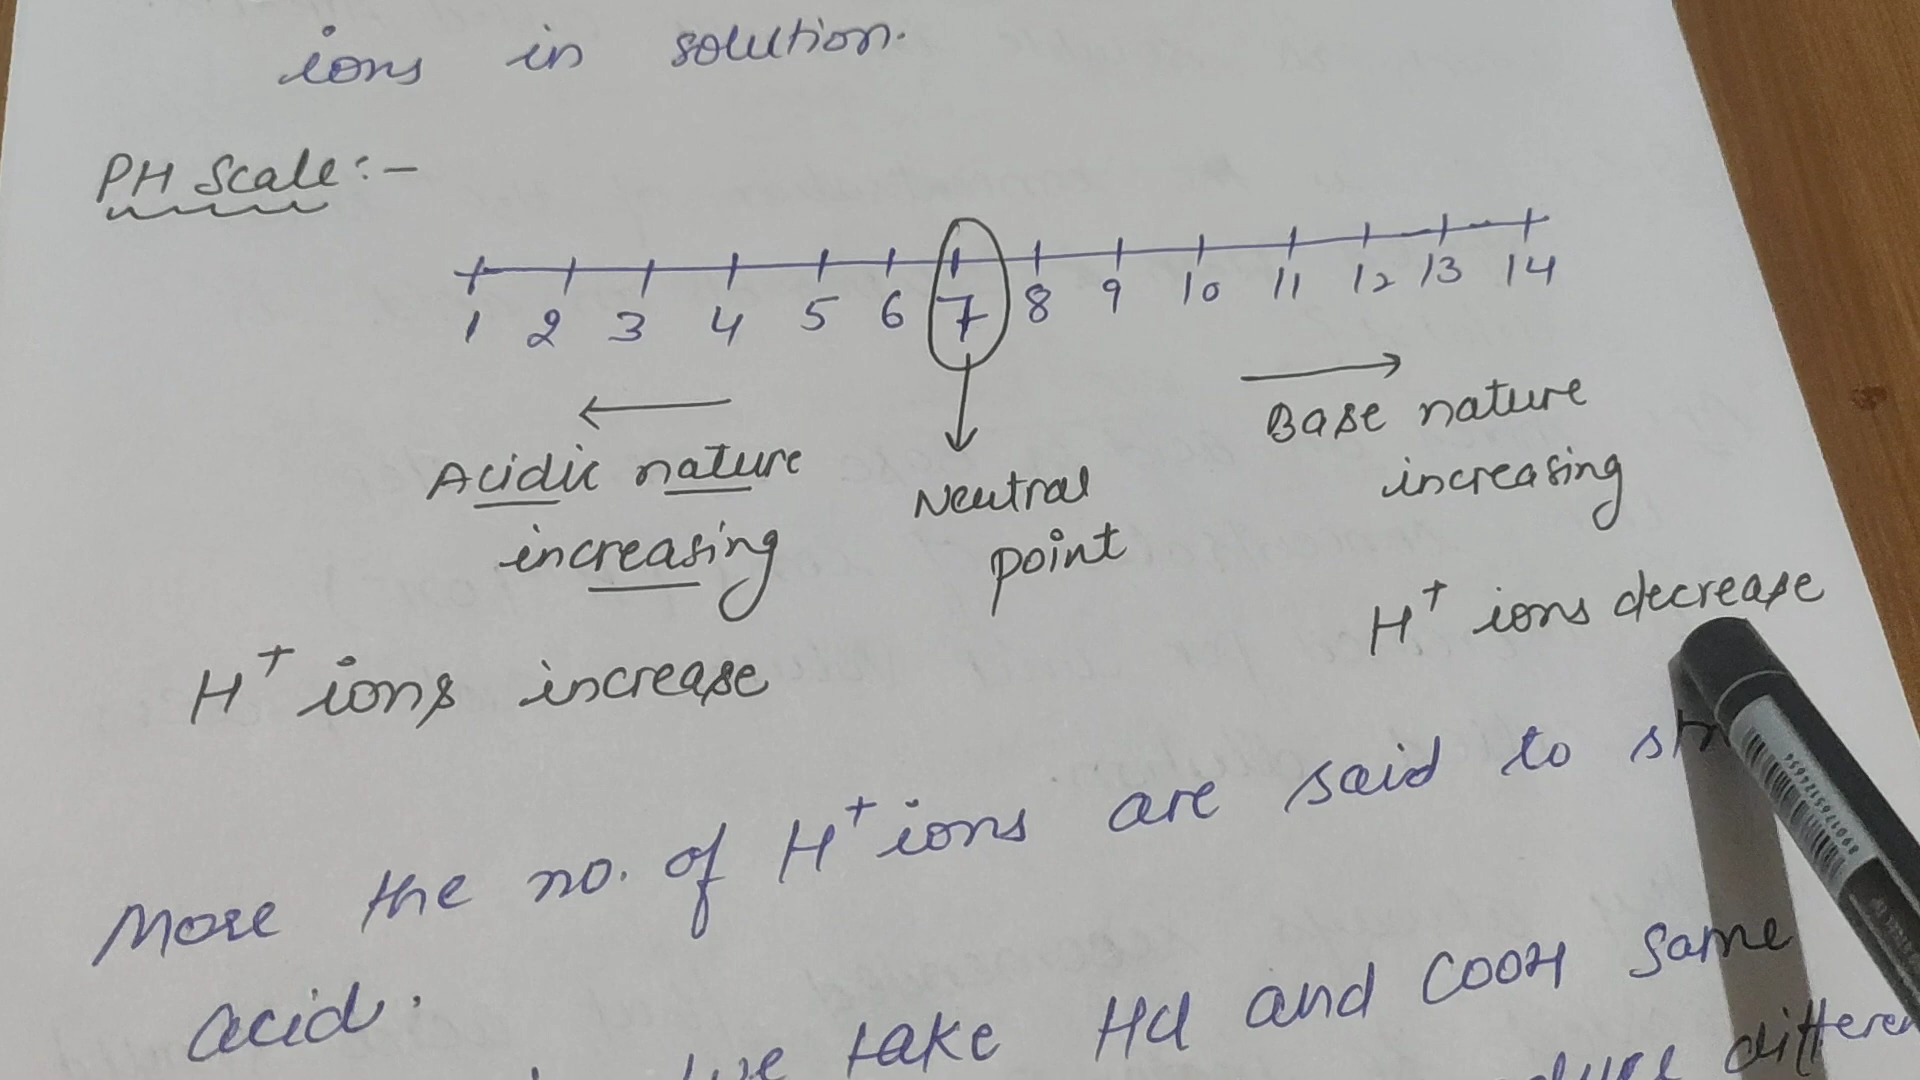 ions in solution.
PH Scale:-
1 2 3 4 5 6 7 8 9 10 11 12 13 14
Acidic nature
increasing
Neutral
point
Base nature
increasing
H+ ions increase
H+ ions decrease
More the no. of H+ ions are said to
acid.
take HCl and COOH same